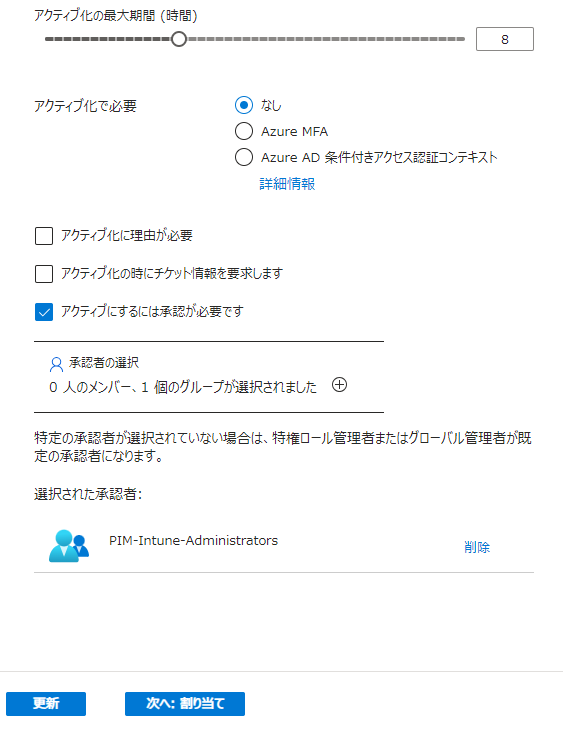 アクティブ化の最大期間 (時間)
8
アクティブ化で必要
なし
Azure MFA
Azure AD 条件付きアクセス認証コンテキスト
詳細情報
アクティブ化に理由が必要
アクティブ化の時にチケット情報を要求します
アクティブにするには承認が必要です
承認者の選択
0 人のメンバー、1 個のグループが選択されました
特定の承認者が選択されていない場合は、特権ロール管理者またはグローバル管理者が既
定の承認者になります。
選択された承認者:
PIM-Intune-Administrators
削除
更新
次へ: 割り当て